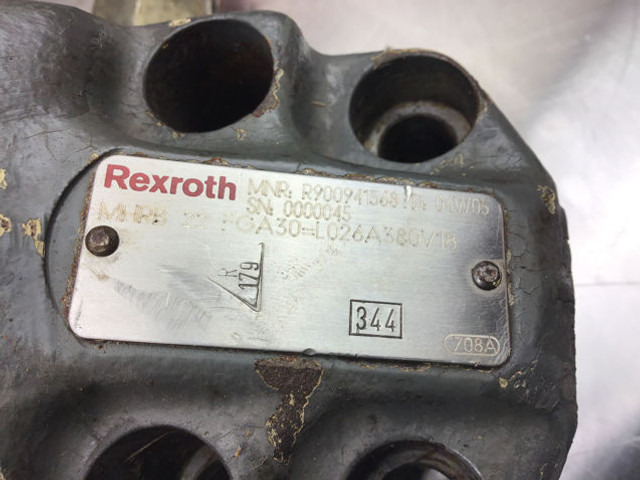 Rexroth MNR: R900941568
SN: 0000045
GA30=L026A380V18
R
179
344
708A